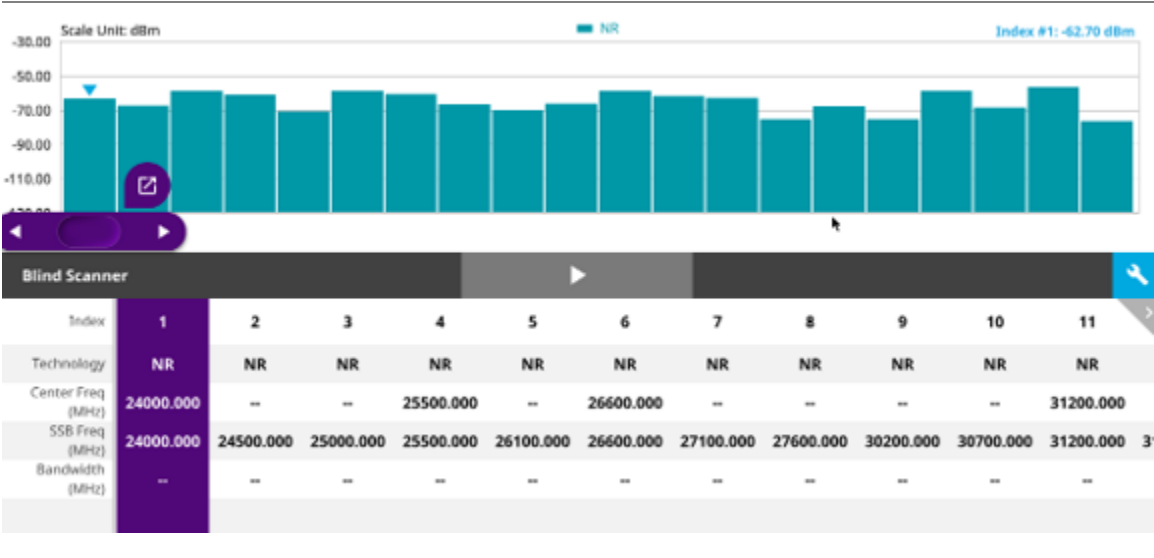 Scale Unit: dBm NR Index #1: -62.70 dBm
-30.00
-50.00
-70.00
-90.00
-110.00
Blind Scanner
Index 1 2 3 4 5 6 7 8 9 10 11
Technology NR NR NR NR NR NR NR NR NR NR NR
Center Freq
(MHz) 24000.000 -- -- 25500.000 -- 26600.000 -- -- -- -- 31200.000
SSB Freq
(MHz) 24000.000 24500.000 25000.000 25500.000 26100.000 26600.000 27100.000 27600.000 30200.000 30700.000 31200.000
Bandwidth
(MHz) -- -- -- -- -- -- -- -- -- -- --